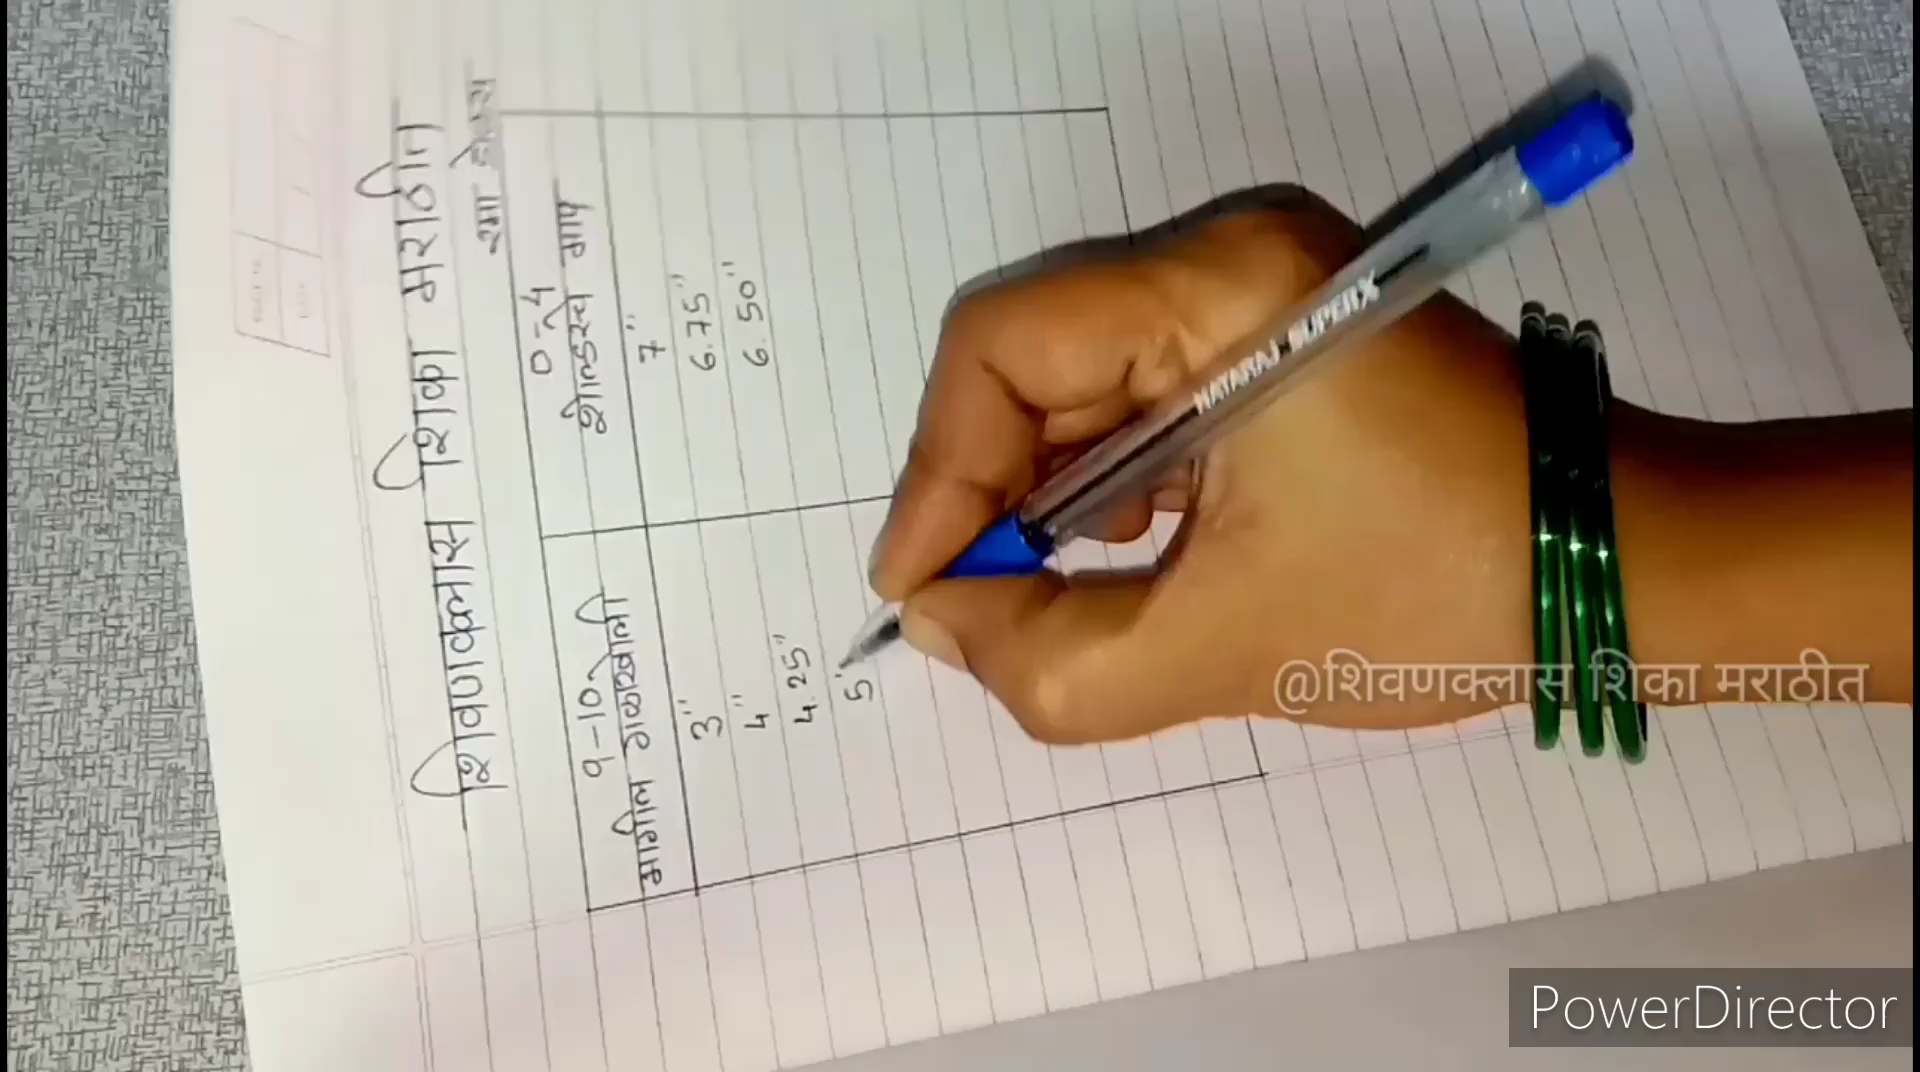 शिवणक्लास शिका मराठीत
9-10 0-4
मागील गळाखोली शोल्डरचे माप
3" 7"
4" 6.75"
4.25" 6.50"
5"
NATARAJ SUPERX
@शिवणक्लास शिका मराठीत
PowerDirector